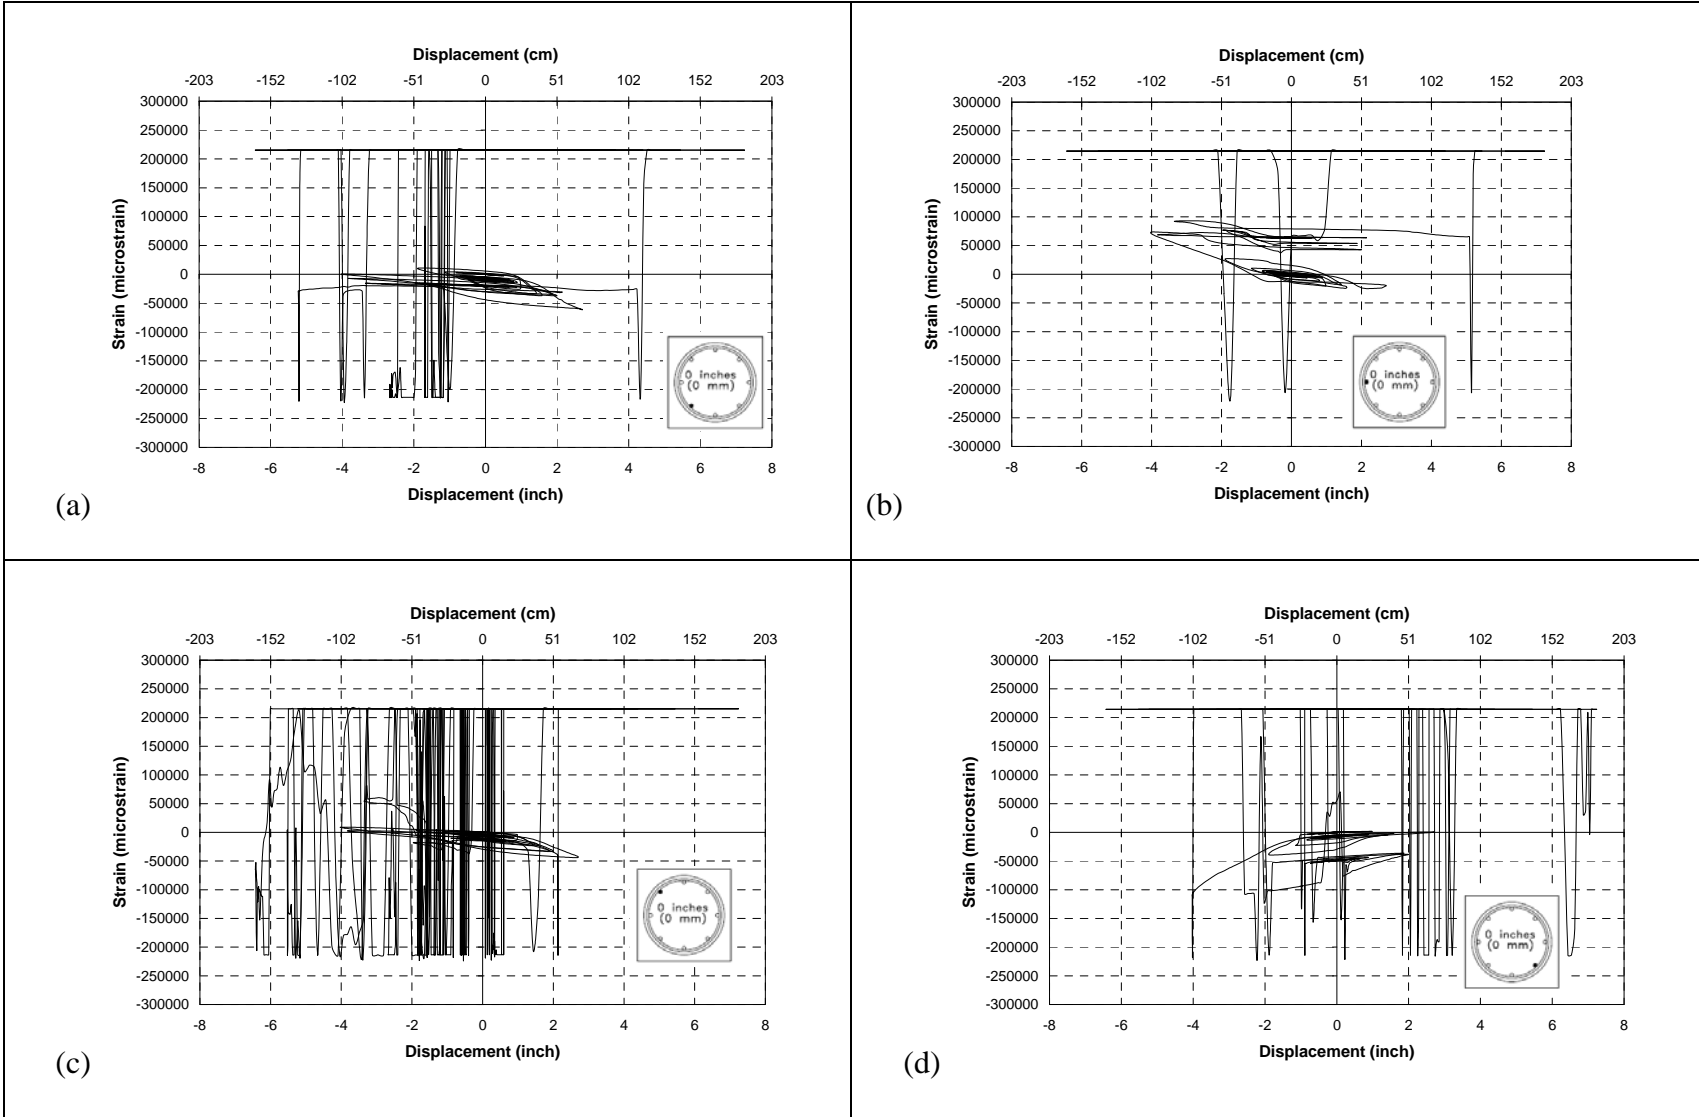 Displacement (cm)
-203 -152 -102 -51 0 51 102 152 203
300000
250000
200000
150000
100000
50000
0
-50000
-100000
-150000
-200000
-250000
-300000
Strain (microstrain)
0 inches
(0 mm)
-8 -6 -4 -2 0 2 4 6 8
Displacement (inch)
(a)
Displacement (cm)
-203 -152 -102 -51 0 51 102 152 203
300000
250000
200000
150000
100000
50000
0
-50000
-100000
-150000
-200000
-250000
-300000
Strain (microstrain)
0 inches
(0 mm)
-8 -6 -4 -2 0 2 4 6 8
Displacement (inch)
(b)
Displacement (cm)
-203 -152 -102 -51 0 51 102 152 203
300000
250000
200000
150000
100000
50000
0
-50000
-100000
-150000
-200000
-250000
-300000
Strain (microstrain)
0 inches
(0 mm)
-8 -6 -4 -2 0 2 4 6 8
Displacement (inch)
(c)
Displacement (cm)
-203 -152 -102 -51 0 51 102 152 203
300000
250000
200000
150000
100000
50000
0
-50000
-100000
-150000
-200000
-250000
-300000
Strain (microstrain)
0 inches
(0 mm)
-8 -6 -4 -2 0 2 4 6 8
Displacement (inch)
(d)